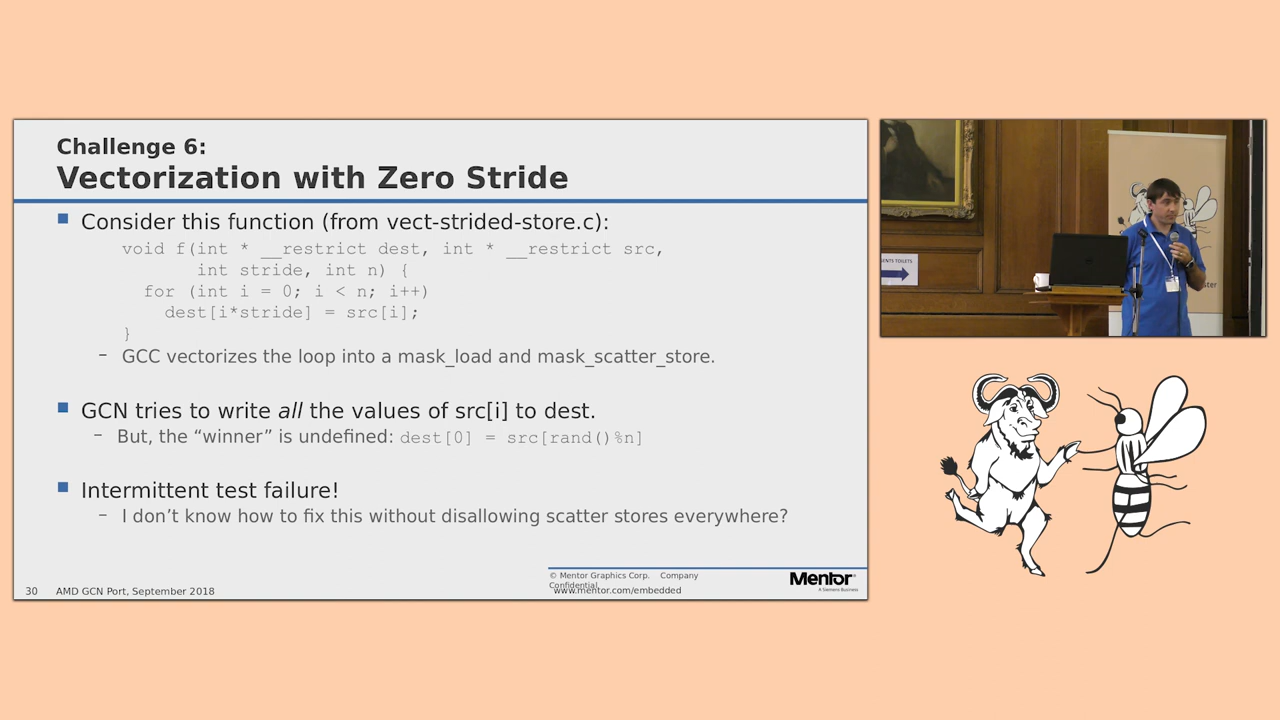 Challenge 6:
Vectorization with Zero Stride
Consider this function (from vect-strided-store.c):
void f(int * __restrict dest, int * __restrict src,
int stride, int n) {
for (int i = 0; i < n; i++)
dest[i*stride] = src[i];
}
– GCC vectorizes the loop into a mask_load and mask_scatter_store.
GCN tries to write all the values of src[i] to dest.
– But, the “winner” is undefined: dest[0] = src[rand()%n]
Intermittent test failure!
– I don’t know how to fix this without disallowing scatter stores everywhere?
30 AMD GCN Port, September 2018
© Mentor Graphics Corp. Company
Confidential
www.mentor.com/embedded
Mentor®
A Siemens Business
ENTS TOILETS